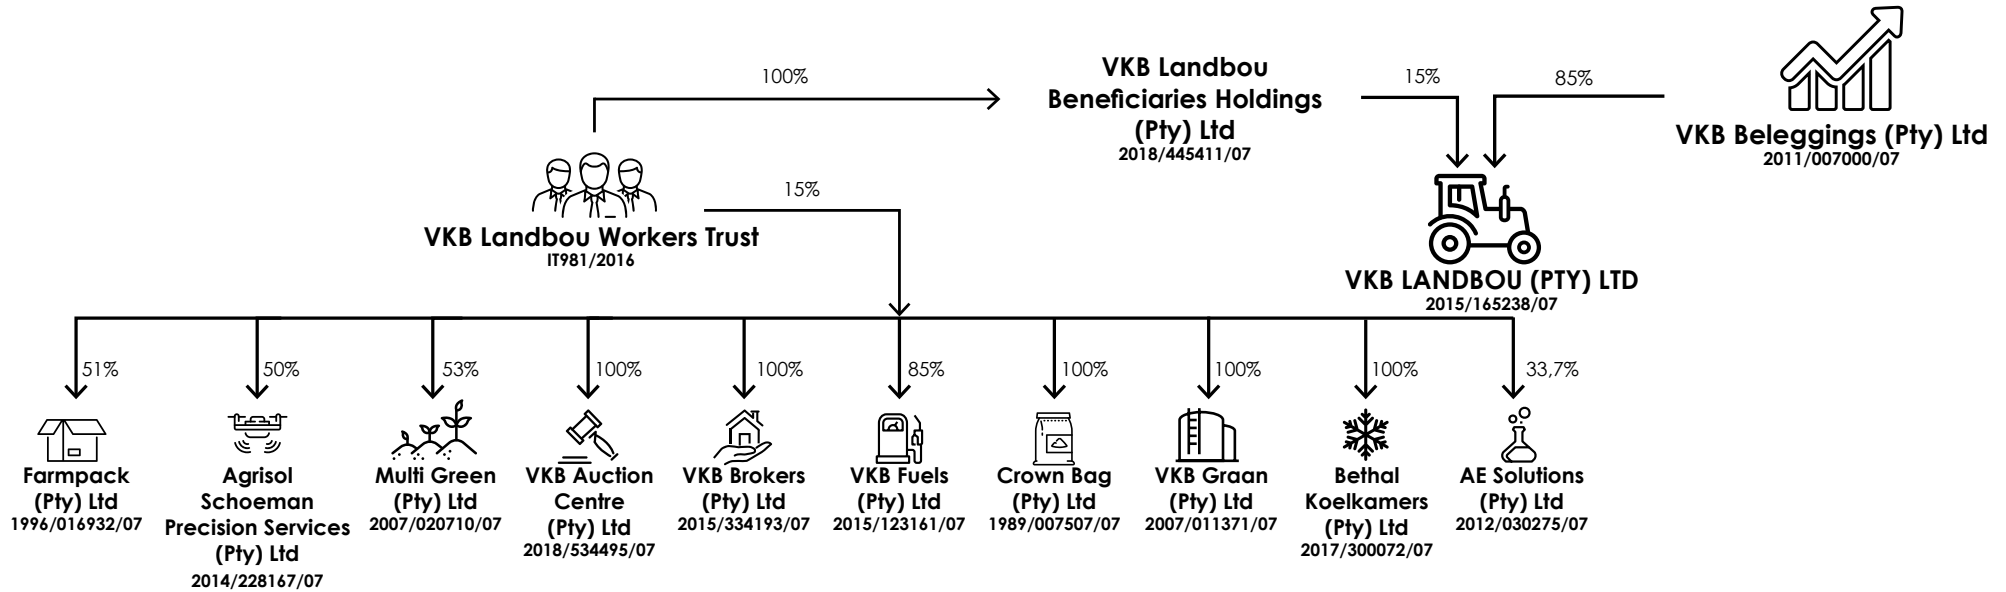 100%
VKB Landbou
Beneficiaries Holdings
(Pty) Ltd
2018/445411/07
15%
85%
VKB Beleggings (Pty) Ltd
2011/007000/07
15%
VKB Landbou Workers Trust
IT981/2016
VKB LANDBOU (PTY) LTD
2015/165238/07
51%
50%
53%
100%
100%
85%
100%
100%
100%
33,7%
Farmpack
(Pty) Ltd
1996/016932/07
Agrisol
Schoeman
Precision Services
(Pty) Ltd
2014/228167/07
Multi Green
(Pty) Ltd
2007/020710/07
VKB Auction
Centre
(Pty) Ltd
2018/534495/07
VKB Brokers
(Pty) Ltd
2015/334193/07
VKB Fuels
(Pty) Ltd
2015/123161/07
Crown Bag
(Pty) Ltd
1989/007507/07
VKB Graan
(Pty) Ltd
2007/011371/07
Bethal
Koelkamers
(Pty) Ltd
2017/300072/07
AE Solutions
(Pty) Ltd
2012/030275/07